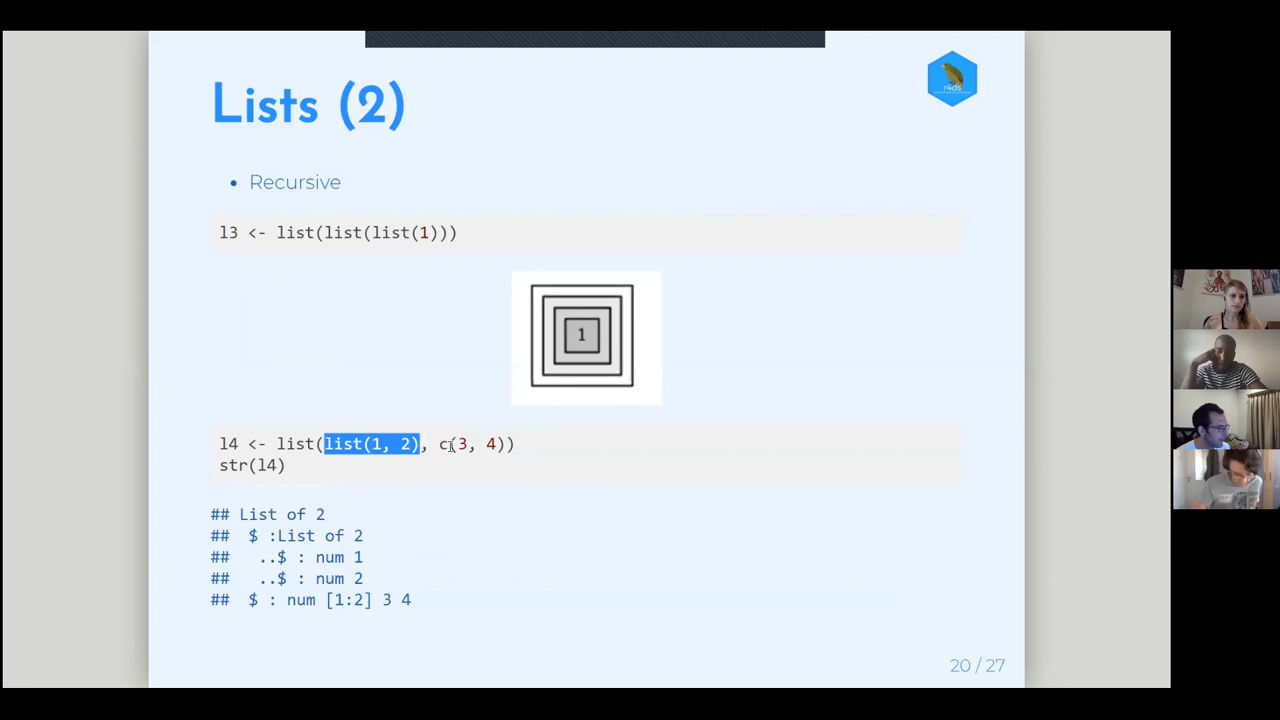 Lists (2)
r4ds
• Recursive
l3 <- list(list(list(1)))
1
l4 <- list(list(1, 2), c(3, 4))
str(l4)
## List of 2
##  $ :List of 2
##   ..$ : num 1
##   ..$ : num 2
##  $ : num [1:2] 3 4
20 / 27